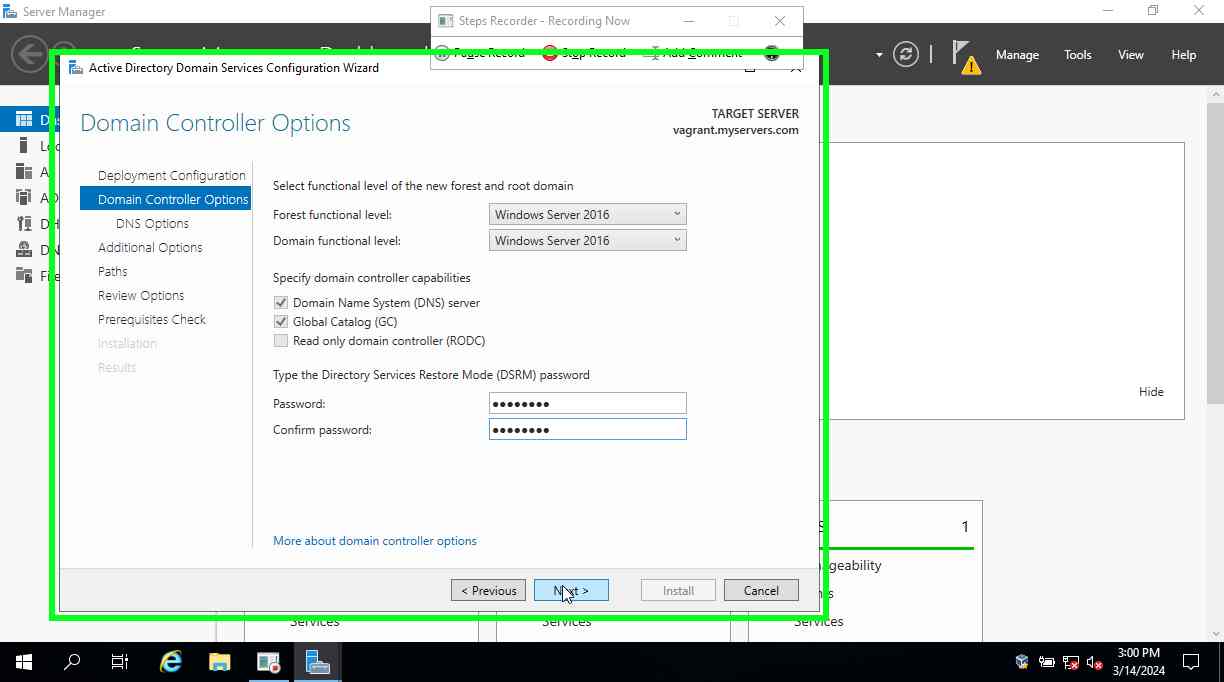 Server Manager
Steps Recorder - Recording Now
Pause Record Stop Record Add Comment
Manage Tools View Help
Active Directory Domain Services Configuration Wizard
Domain Controller Options
TARGET SERVER
vagrant.myservers.com
Deployment Configuration
Domain Controller Options
DNS Options
Additional Options
Paths
Review Options
Prerequisites Check
Installation
Results
Select functional level of the new forest and root domain
Forest functional level: Windows Server 2016
Domain functional level: Windows Server 2016
Specify domain controller capabilities
Domain Name System (DNS) server
Global Catalog (GC)
Read only domain controller (RODC)
Type the Directory Services Restore Mode (DSRM) password
Password: ●●●●●●●●
Confirm password: ●●●●●●●●
More about domain controller options
< Previous Next > Install Cancel
Hide
1
Services Services Services
3:00 PM
3/14/2024